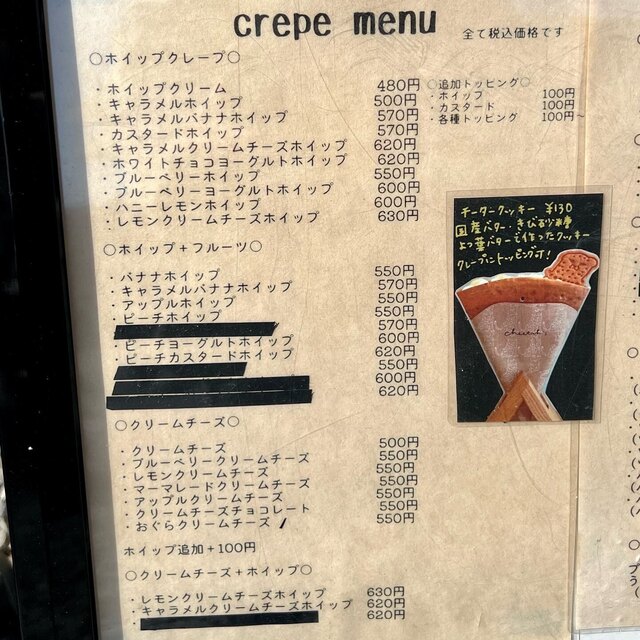 crepe menu
全て税込価格です
○ホイップクレープ○
・ホイップクリーム 480円
・キャラメルホイップ 500円
・キャラメルバナナホイップ 570円
・カスタードホイップ 570円
・キャラメルクリームチーズホイップ 620円
・ホワイトチョコヨーグルトホイップ 620円
・ブルーベリーホイップ 550円
・ブルーベリーヨーグルトホイップ 600円
・ハニーレモンホイップ 600円
・レモンクリームチーズホイップ 630円
○追加トッピング○
・ホイップ 100円
・カスタード 100円
・各種トッピング 100円~
○ホイップ+フルーツ○
・バナナホイップ 550円
・キャラメルバナナホイップ 570円
・アップルホイップ 550円
・ピーチホイップ 550円
570円
・ピーチヨーグルトホイップ 600円
・ピーチカスタードホイップ 620円
550円
600円
620円
○クリームチーズ○
・クリームチーズ 500円
・ブルーベリークリームチーズ 550円
・レモンクリームチーズ 550円
・マーマレードクリームチーズ 550円
・アップルクリームチーズ 550円
・クリームチーズチョコレート 550円
・おぐらクリームチーズ 550円
ホイップ追加+100円
○クリームチーズ+ホイップ○
・レモンクリームチーズホイップ 630円
・キャラメルクリームチーズホイップ 620円
620円
チータークッキー ¥130
国産バター・きび砂糖
よつ葉バターで作ったクッキー
クレープにトッピング可!